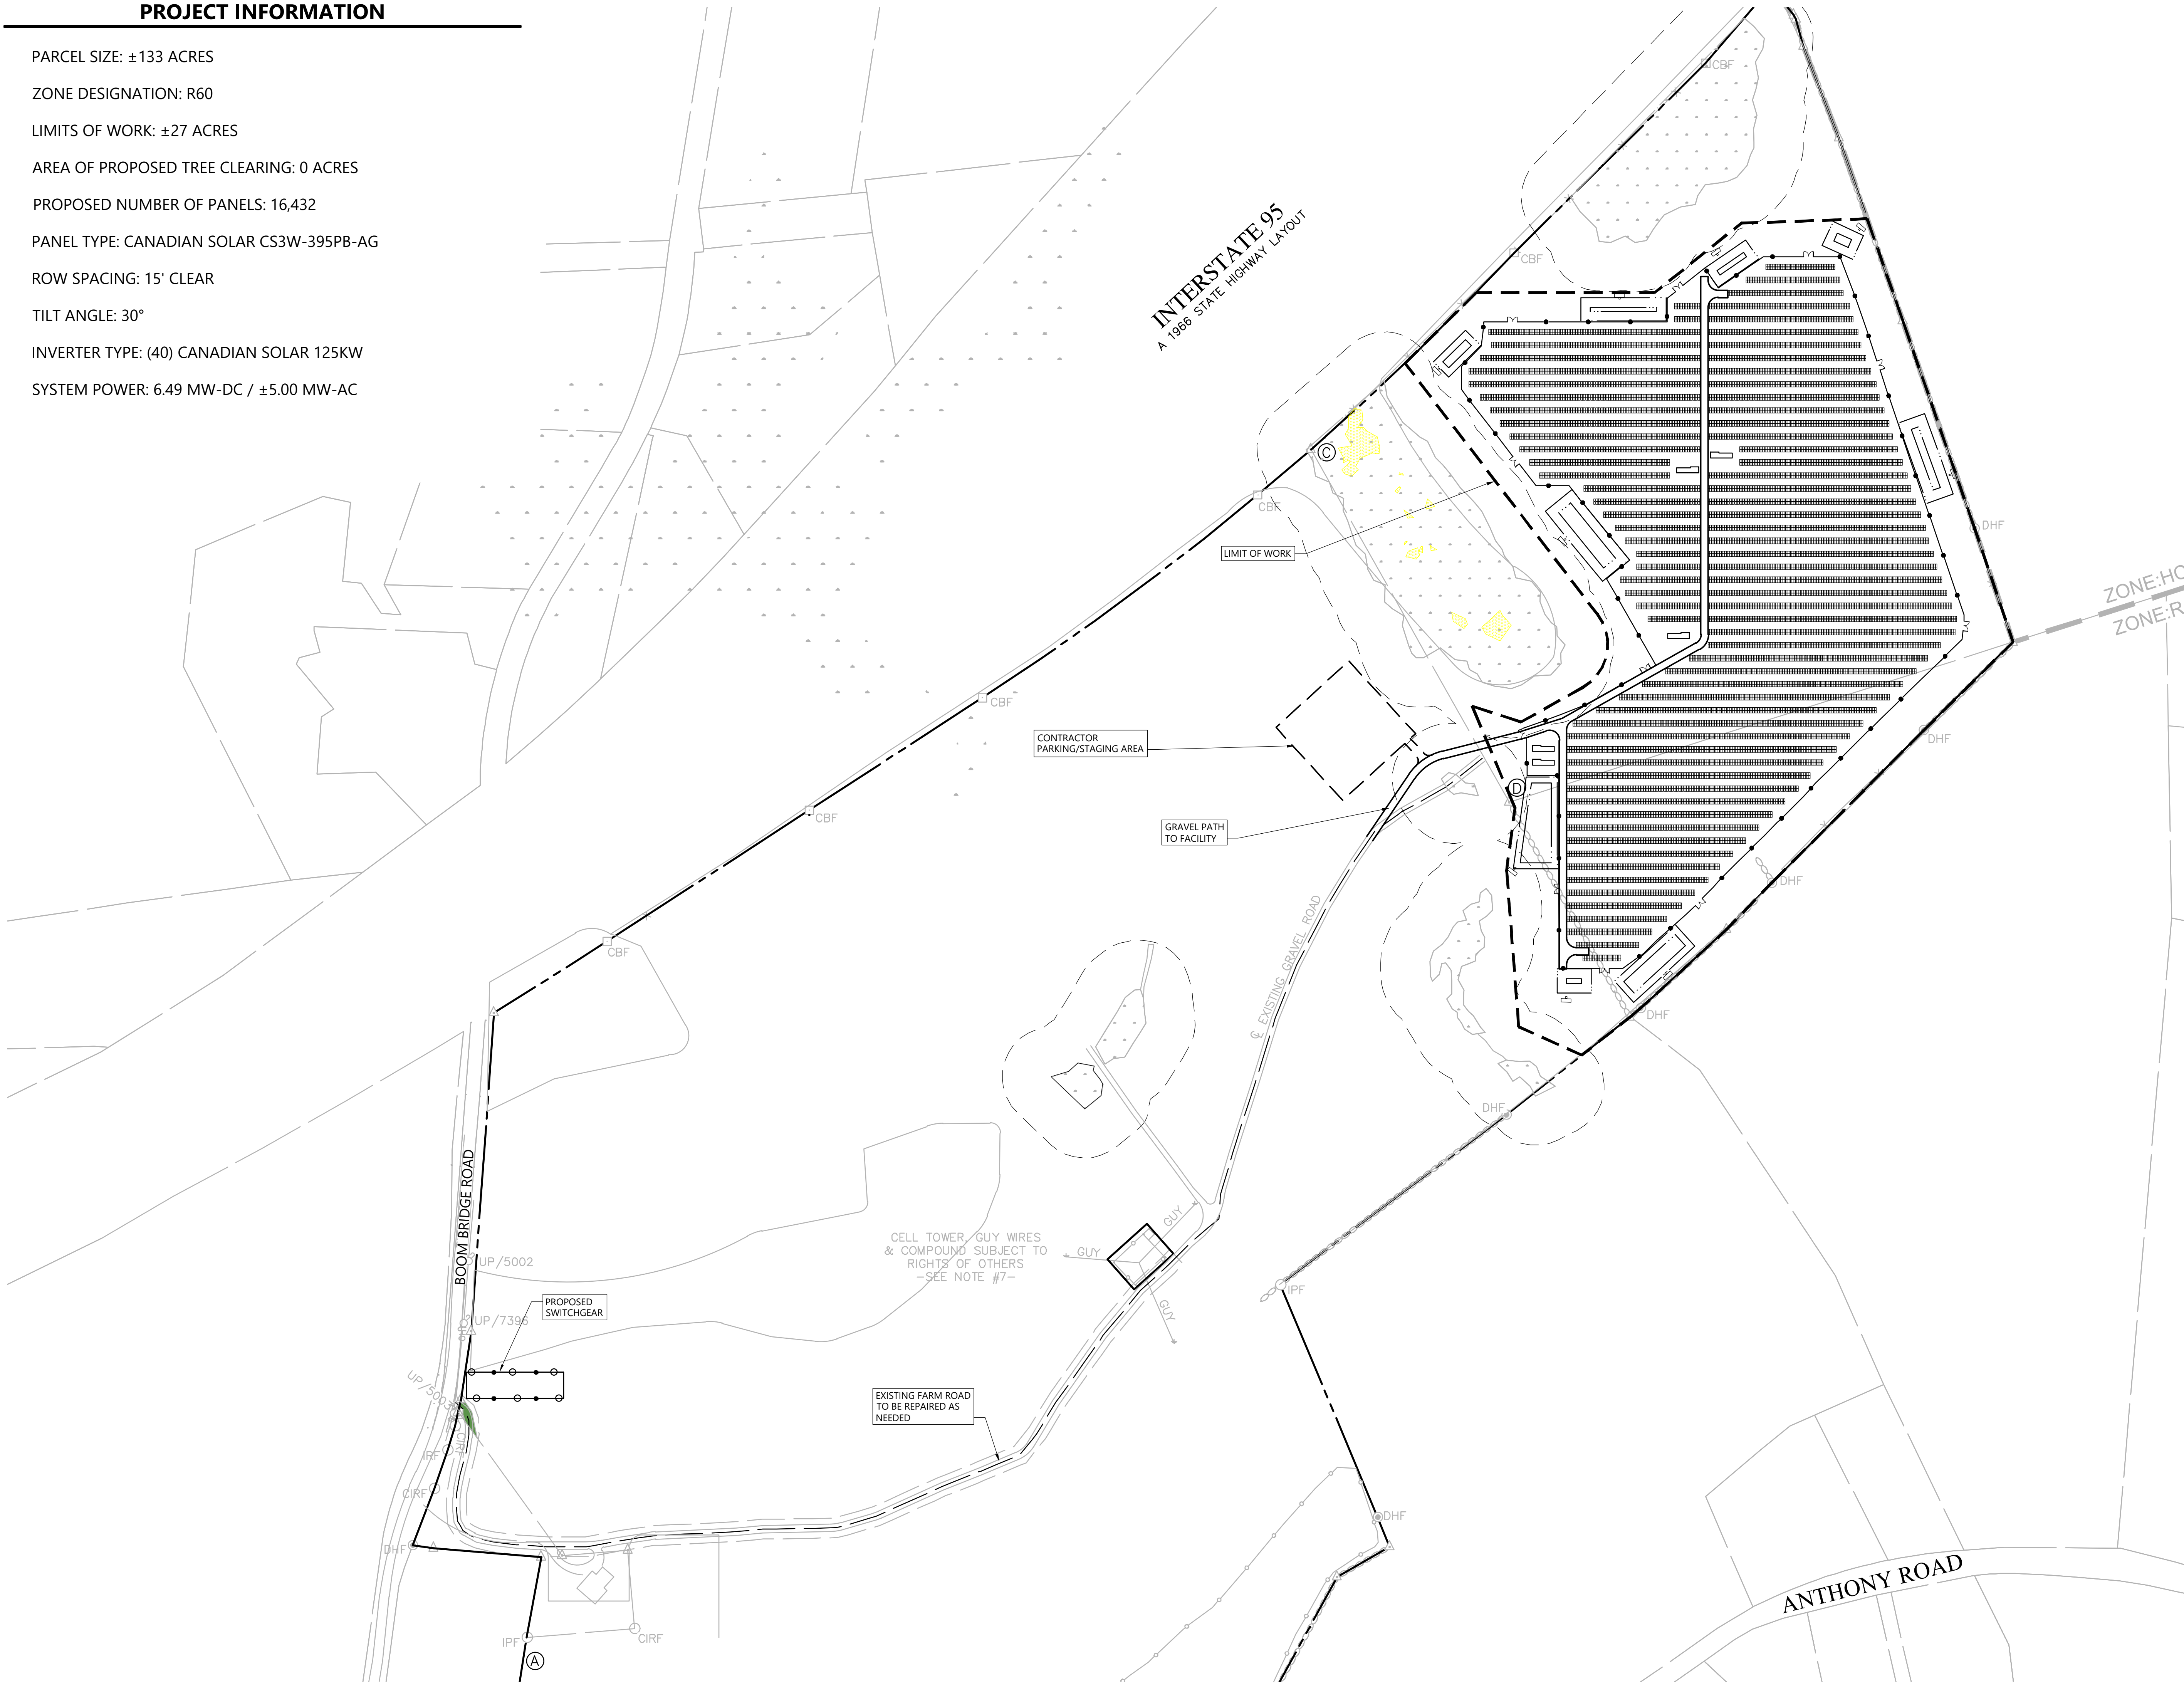 PROJECT INFORMATION
PARCEL SIZE: ±133 ACRES
ZONE DESIGNATION: R60
LIMITS OF WORK: ±27 ACRES
AREA OF PROPOSED TREE CLEARING: 0 ACRES
PROPOSED NUMBER OF PANELS: 16,432
PANEL TYPE: CANADIAN SOLAR CS3W-395PB-AG
ROW SPACING: 15' CLEAR
TILT ANGLE: 30°
INVERTER TYPE: (40) CANADIAN SOLAR 125KW
SYSTEM POWER: 6.49 MW-DC / ±5.00 MW-AC
INTERSTATE 95
A 1966 STATE HIGHWAY LAYOUT
CBF
CBF
C
CBF
LIMIT OF WORK
DHF
ZONE:HC
ZONE:R
CBF
CONTRACTOR
PARKING/STAGING AREA
DHF
D
CBF
GRAVEL PATH
TO FACILITY
DHF
CBF
℄ EXISTING GRAVEL ROAD
DHF
DHF
BOOM BRIDGE ROAD
CELL TOWER, GUY WIRES
& COMPOUND SUBJECT TO
RIGHTS OF OTHERS
-SEE NOTE #7-
GUY
GUY
GUY
UP/5002
IPF
PROPOSED
SWITCHGEAR
UP/7396
UP/5003
EXISTING FARM ROAD
TO BE REPAIRED AS
NEEDED
CIRF
IRF
CIRF
DHF
DHF
ANTHONY ROAD
IPF
CIRF
A